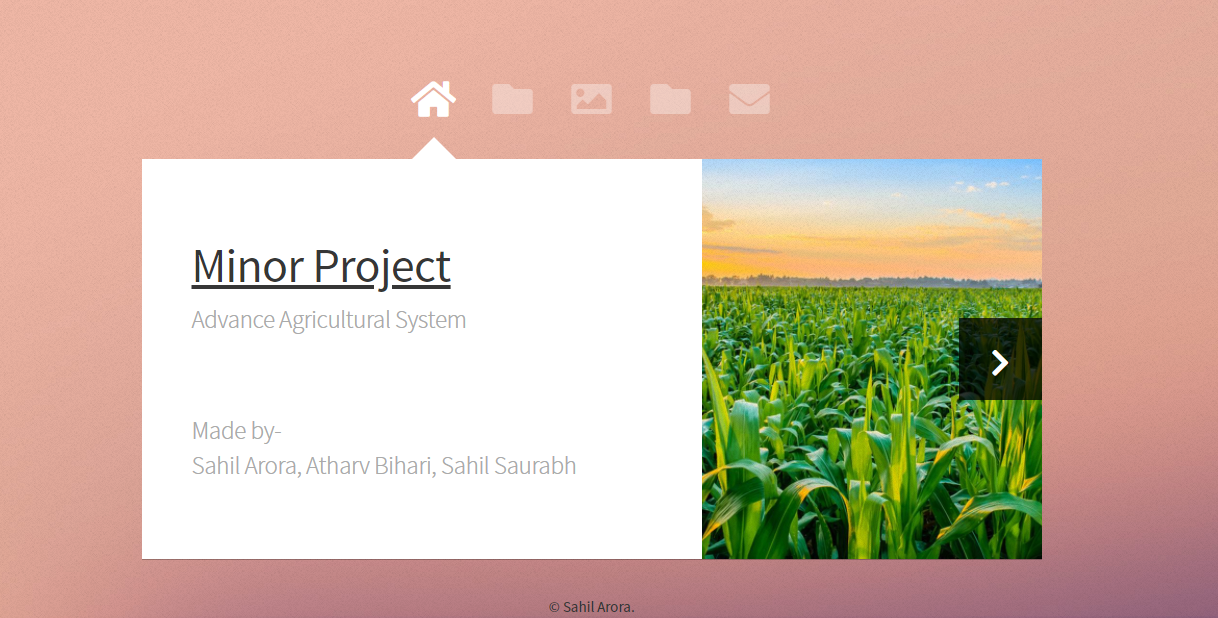 Minor Project
Advance Agricultural System
Made by-
Sahil Arora, Atharv Bihari, Sahil Saurabh
© Sahil Arora.